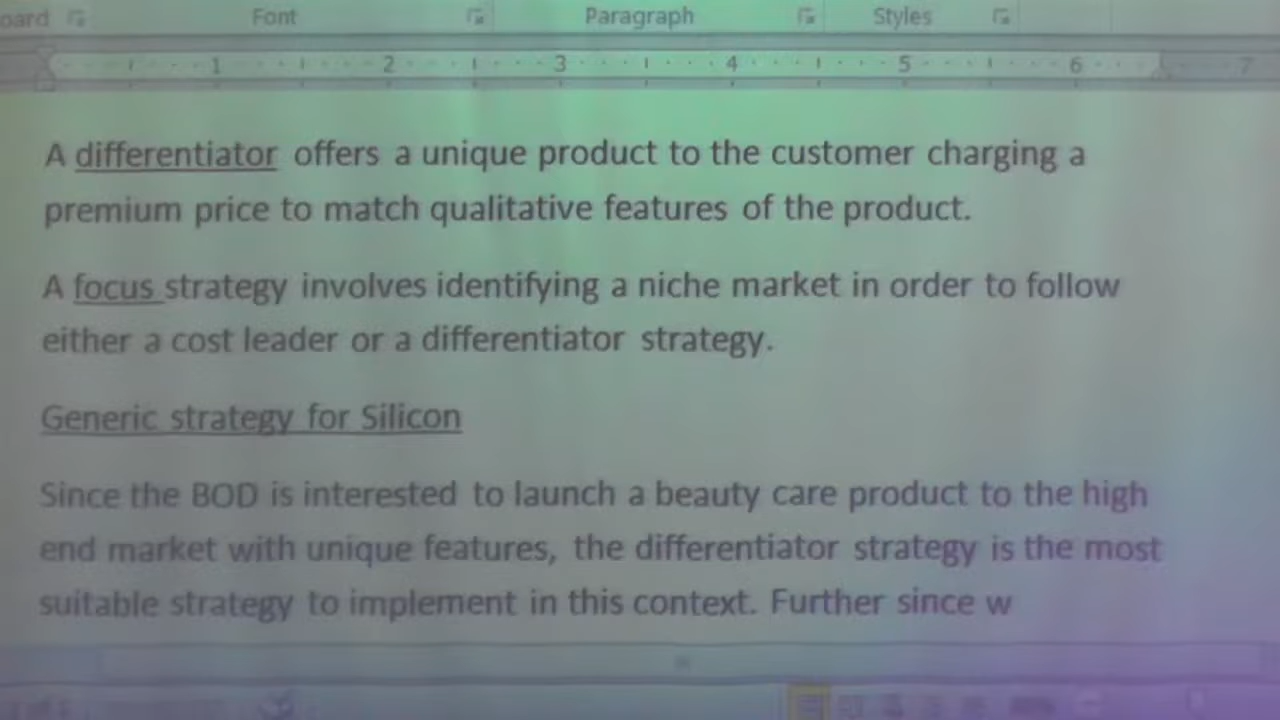 oard Font Paragraph Styles
1 2 3 4 5 6 7
A differentiator offers a unique product to the customer charging a
premium price to match qualitative features of the product.
A focus strategy involves identifying a niche market in order to follow
either a cost leader or a differentiator strategy.
Generic strategy for Silicon
Since the BOD is interested to launch a beauty care product to the high
end market with unique features, the differentiator strategy is the most
suitable strategy to implement in this context. Further since w